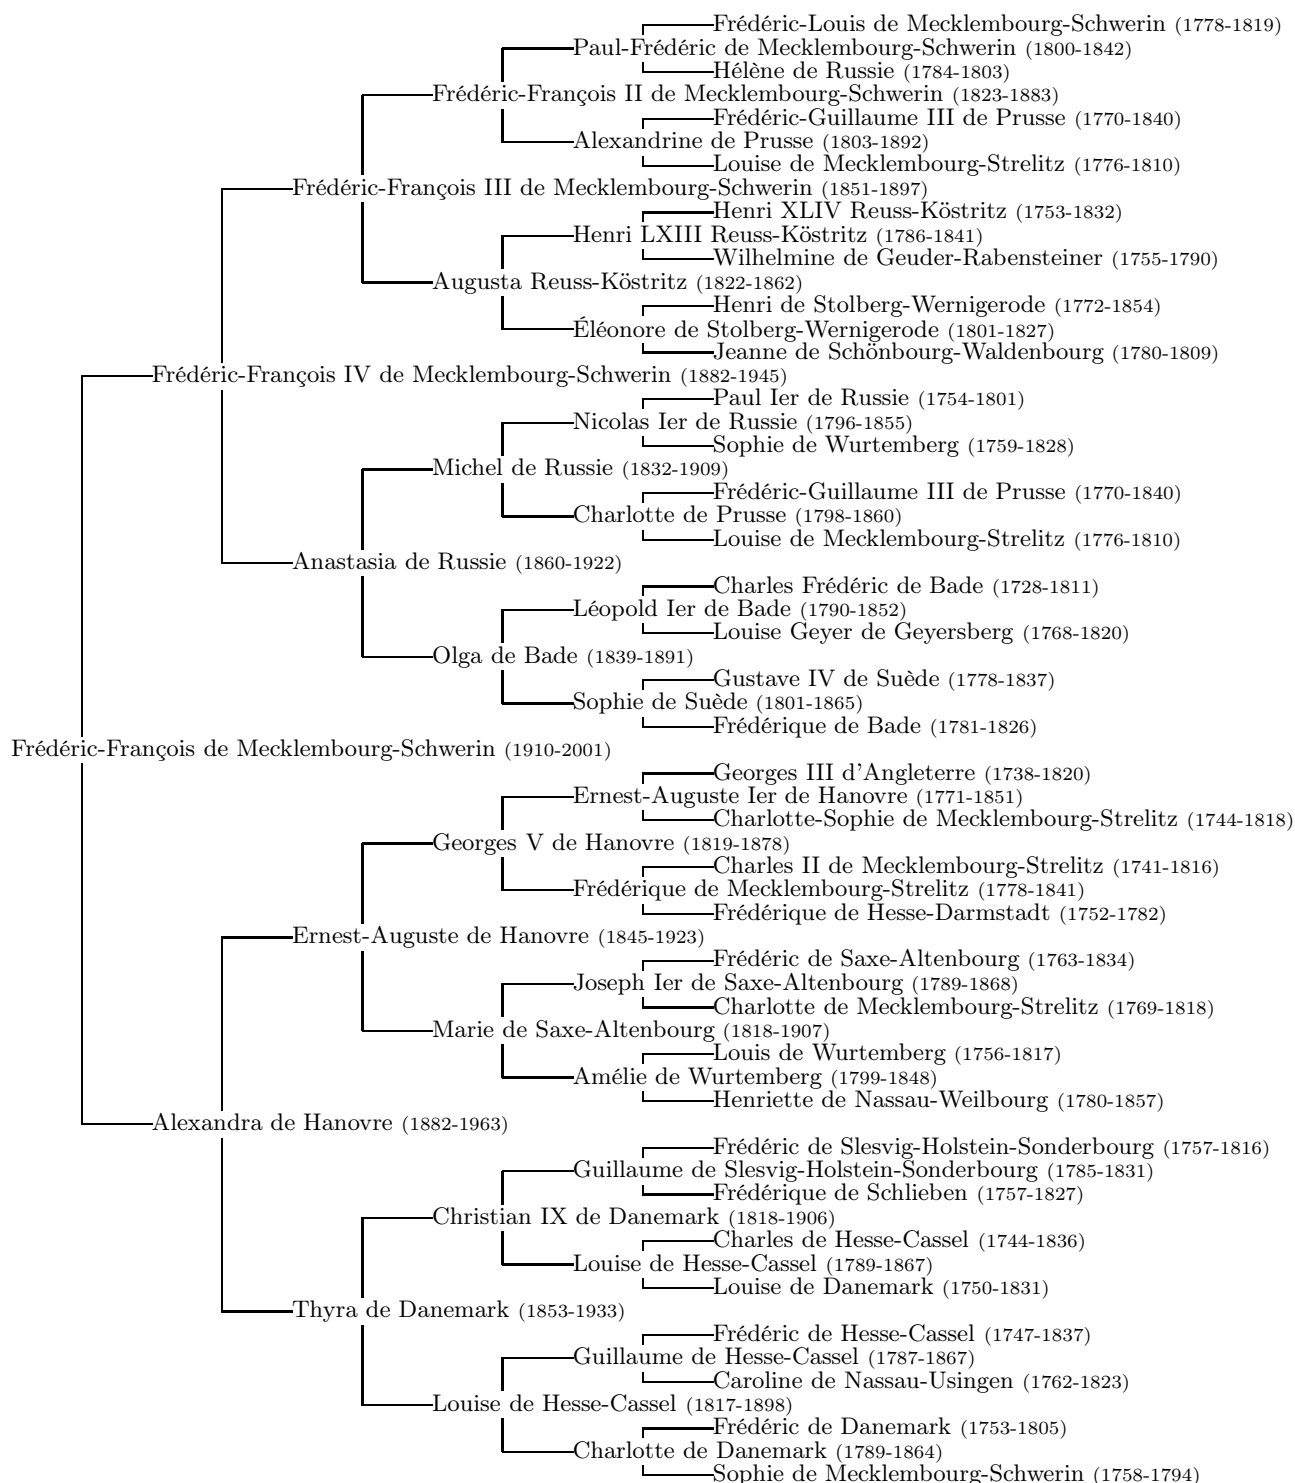 Frédéric-Louis de Mecklembourg-Schwerin (1778-1819)
Paul-Frédéric de Mecklembourg-Schwerin (1800-1842)
Hélène de Russie (1784-1803)
Frédéric-François II de Mecklembourg-Schwerin (1823-1883)
Frédéric-Guillaume III de Prusse (1770-1840)
Alexandrine de Prusse (1803-1892)
Louise de Mecklembourg-Strelitz (1776-1810)
Frédéric-François III de Mecklembourg-Schwerin (1851-1897)
Henri XLIV Reuss-Köstritz (1753-1832)
Henri LXIII Reuss-Köstritz (1786-1841)
Wilhelmine de Geuder-Rabensteiner (1755-1790)
Augusta Reuss-Köstritz (1822-1862)
Henri de Stolberg-Wernigerode (1772-1854)
Éléonore de Stolberg-Wernigerode (1801-1827)
Jeanne de Schönbourg-Waldenbourg (1780-1809)
Frédéric-François IV de Mecklembourg-Schwerin (1882-1945)
Paul Ier de Russie (1754-1801)
Nicolas Ier de Russie (1796-1855)
Sophie de Wurtemberg (1759-1828)
Michel de Russie (1832-1909)
Frédéric-Guillaume III de Prusse (1770-1840)
Charlotte de Prusse (1798-1860)
Louise de Mecklembourg-Strelitz (1776-1810)
Anastasia de Russie (1860-1922)
Charles Frédéric de Bade (1728-1811)
Léopold Ier de Bade (1790-1852)
Louise Geyer de Geyersberg (1768-1820)
Olga de Bade (1839-1891)
Gustave IV de Suède (1778-1837)
Sophie de Suède (1801-1865)
Frédérique de Bade (1781-1826)
Frédéric-François de Mecklembourg-Schwerin (1910-2001)
Georges III d'Angleterre (1738-1820)
Ernest-Auguste Ier de Hanovre (1771-1851)
Charlotte-Sophie de Mecklembourg-Strelitz (1744-1818)
Georges V de Hanovre (1819-1878)
Charles II de Mecklembourg-Strelitz (1741-1816)
Frédérique de Mecklembourg-Strelitz (1778-1841)
Frédérique de Hesse-Darmstadt (1752-1782)
Ernest-Auguste de Hanovre (1845-1923)
Frédéric de Saxe-Altenbourg (1763-1834)
Joseph Ier de Saxe-Altenbourg (1789-1868)
Charlotte de Mecklembourg-Strelitz (1769-1818)
Marie de Saxe-Altenbourg (1818-1907)
Louis de Wurtemberg (1756-1817)
Amélie de Wurtemberg (1799-1848)
Henriette de Nassau-Weilbourg (1780-1857)
Alexandra de Hanovre (1882-1963)
Frédéric de Slesvig-Holstein-Sonderbourg (1757-1816)
Guillaume de Slesvig-Holstein-Sonderbourg (1785-1831)
Frédérique de Schlieben (1757-1827)
Christian IX de Danemark (1818-1906)
Charles de Hesse-Cassel (1744-1836)
Louise de Hesse-Cassel (1789-1867)
Louise de Danemark (1750-1831)
Thyra de Danemark (1853-1933)
Frédéric de Hesse-Cassel (1747-1837)
Guillaume de Hesse-Cassel (1787-1867)
Caroline de Nassau-Usingen (1762-1823)
Louise de Hesse-Cassel (1817-1898)
Frédéric de Danemark (1753-1805)
Charlotte de Danemark (1789-1864)
Sophie de Mecklembourg-Schwerin (1758-1794)